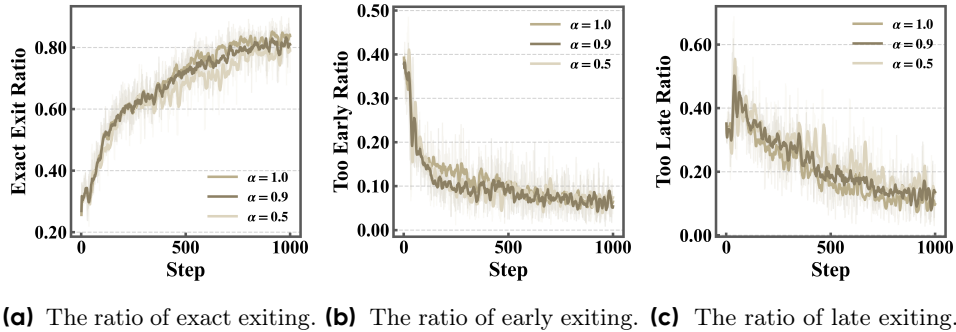 Exact Exit Ratio
0.80
0.60
0.40
0.20
0
500
1000
Step
α = 1.0
α = 0.9
α = 0.5
Too Early Ratio
0.50
0.40
0.30
0.20
0.10
0.00
0
500
1000
Step
α = 1.0
α = 0.9
α = 0.5
Too Late Ratio
0.60
0.40
0.20
0.00
0
500
1000
Step
α = 1.0
α = 0.9
α = 0.5
(a) The ratio of exact exiting.
(b) The ratio of early exiting.
(c) The ratio of late exiting.